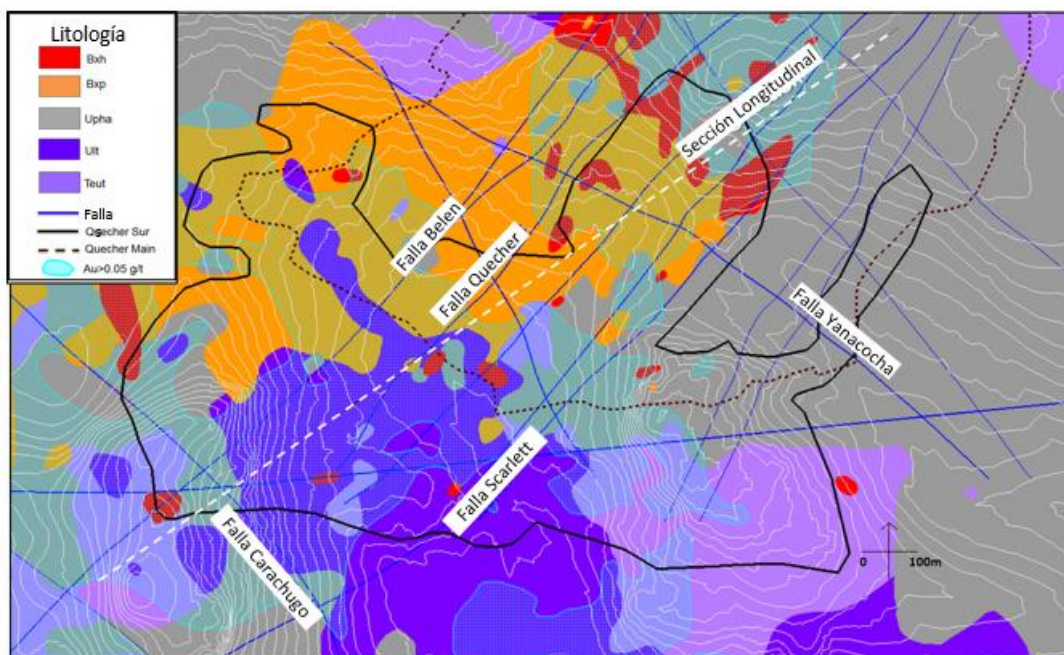 Litología
Bxh
Bxp
Upha
Ult
Teut
Falla
Qsecher Sur
Quecher Main
Au>0.05 g/t
Sección Longitudinal
Falla Belen
Falla Quecher
Falla Yanacocha
Falla Scarlett
Falla Carachugo
0
100m